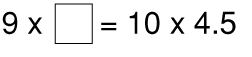 9 x □ = 10 x 4.5